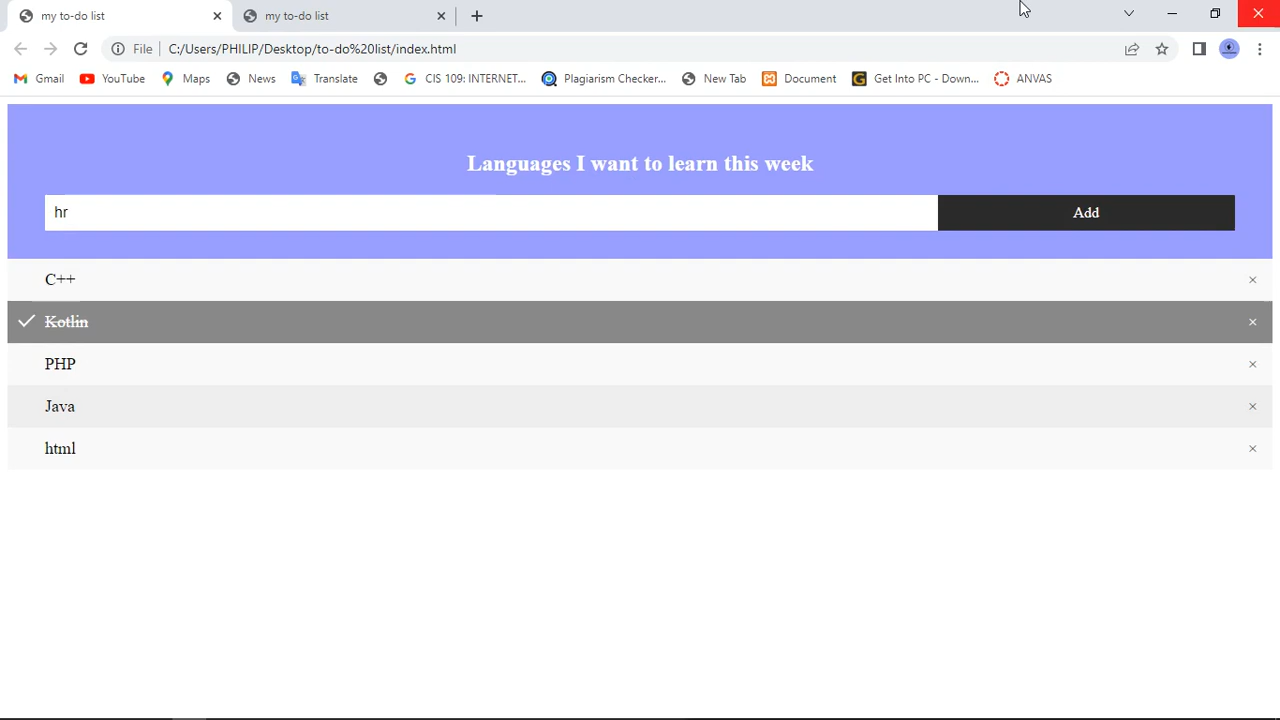 my to-do list
my to-do list
File C:/Users/PHILIP/Desktop/to-do%20list/index.html
Gmail YouTube Maps News Translate CIS 109: INTERNET... Plagiarism Checker... New Tab Document Get Into PC - Down... ANVAS
Languages I want to learn this week
hr Add
C++ ×
Kotlin ×
PHP ×
Java ×
html ×